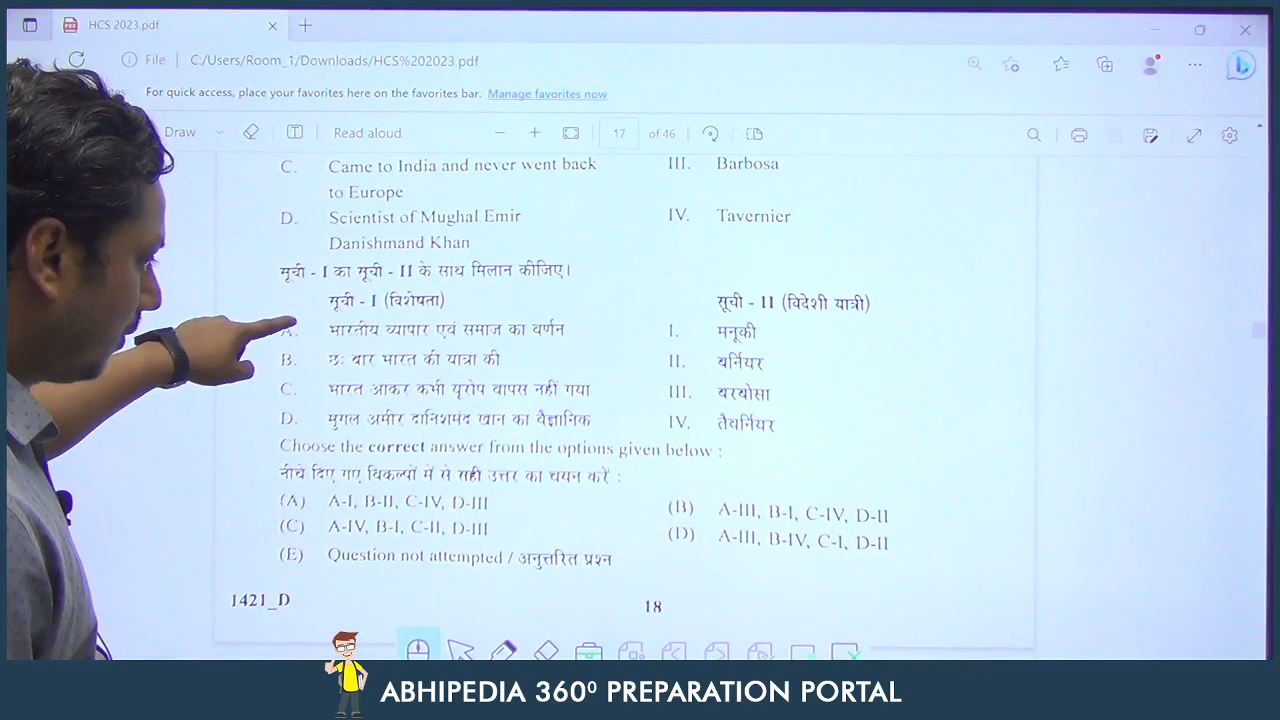 HCS 2023.pdf
File C:/Users/Room_1/Downloads/HCS%202023.pdf
For quick access, place your favorites here on the favorites bar. Manage favorites now
Draw Read aloud 17 of 46
C. Came to India and never went back III. Barbosa
to Europe
D. Scientist of Mughal Emir IV. Tavernier
Danishmand Khan
सूची - I का सूची - II के साथ मिलान कीजिए।
सूची - I (विशेषता) सूची - II (विदेशी यात्री)
A. भारतीय व्यापार एवं समाज का वर्णन I. मनूकी
B. छः बार भारत की यात्रा की II. बर्नियर
C. भारत आकर कभी यूरोप वापस नहीं गया III. बरबोसा
D. मुगल अमीर दानिशमंद खान का वैज्ञानिक IV. तैवर्नियर
Choose the correct answer from the options given below :
नीचे दिए गए विकल्पों में से सही उत्तर का चयन करें :
(A) A-I, B-II, C-IV, D-III (B) A-III, B-I, C-IV, D-II
(C) A-IV, B-I, C-II, D-III (D) A-III, B-IV, C-I, D-II
(E) Question not attempted / अनुत्तरित प्रश्न
1421_D 18
ABHIPEDIA 360⁰ PREPARATION PORTAL